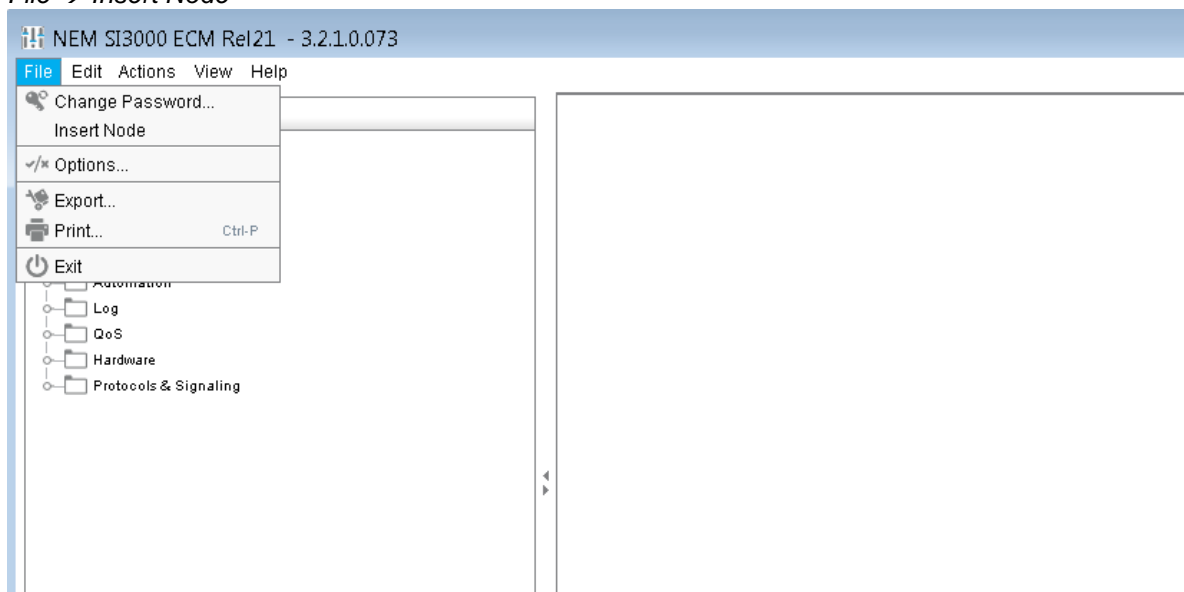 File → Insert Node
NEM SI3000 ECM Rel21 - 3.2.1.0.073
File Edit Actions View Help
Change Password...
Insert Node
Options...
Export...
Print... Ctrl-P
Exit
Automation
Log
QoS
Hardware
Protocols & Signaling